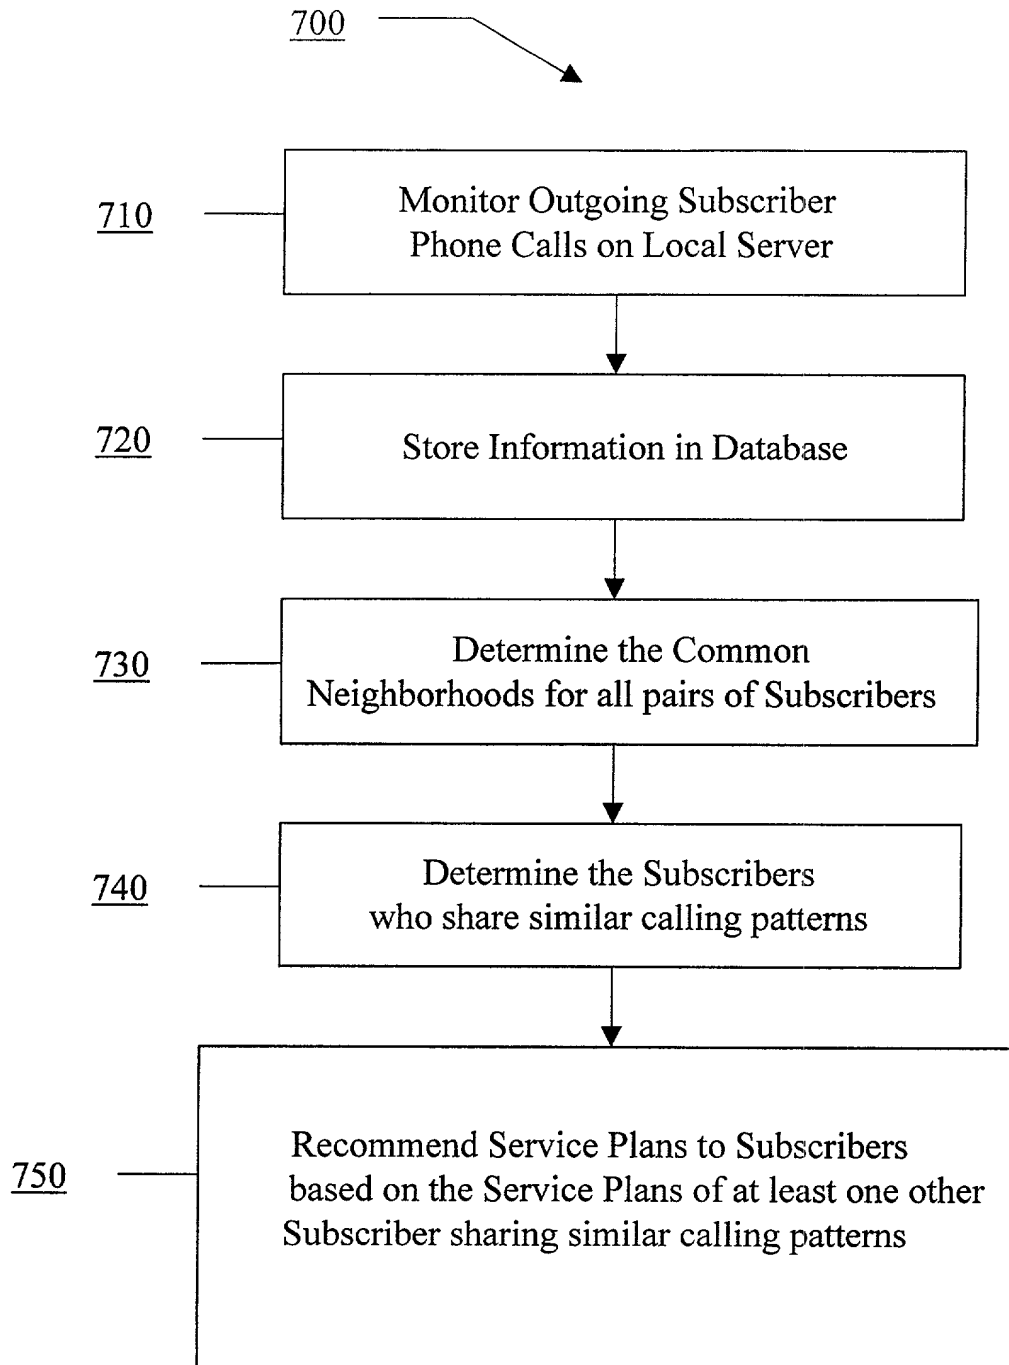 700
710
Monitor Outgoing Subscriber
Phone Calls on Local Server
720
Store Information in Database
730
Determine the Common
Neighborhoods for all pairs of Subscribers
740
Determine the Subscribers
who share similar calling patterns
750
Recommend Service Plans to Subscribers
based on the Service Plans of at least one other
Subscriber sharing similar calling patterns